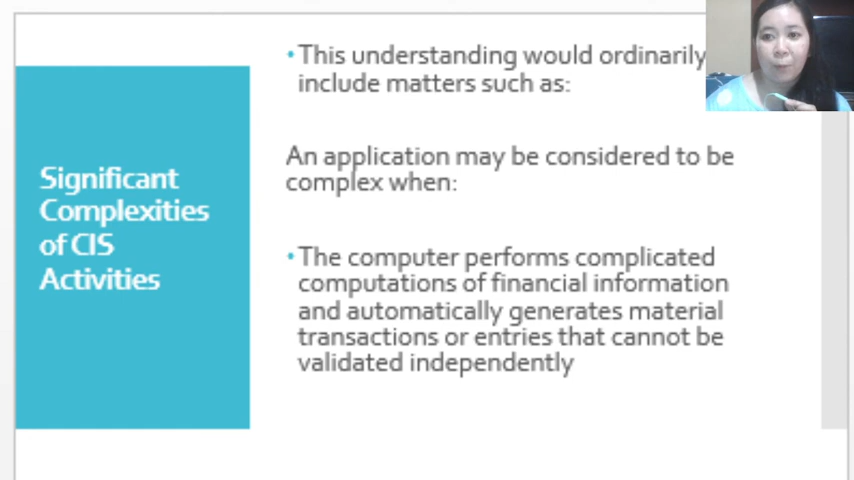 Significant
Complexities
of CIS
Activities
•This understanding would ordinarily
include matters such as:
An application may be considered to be
complex when:
•The computer performs complicated
computations of financial information
and automatically generates material
transactions or entries that cannot be
validated independently